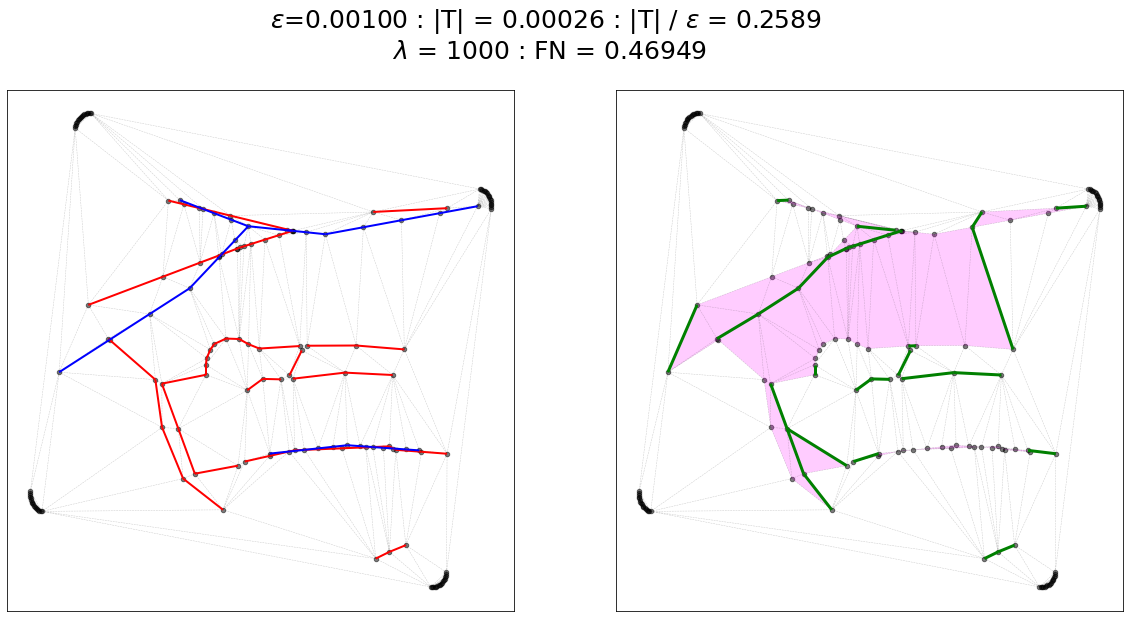 ε=0.00100 : |T| = 0.00026 : |T| / ε = 0.2589
λ = 1000 : FN = 0.46949